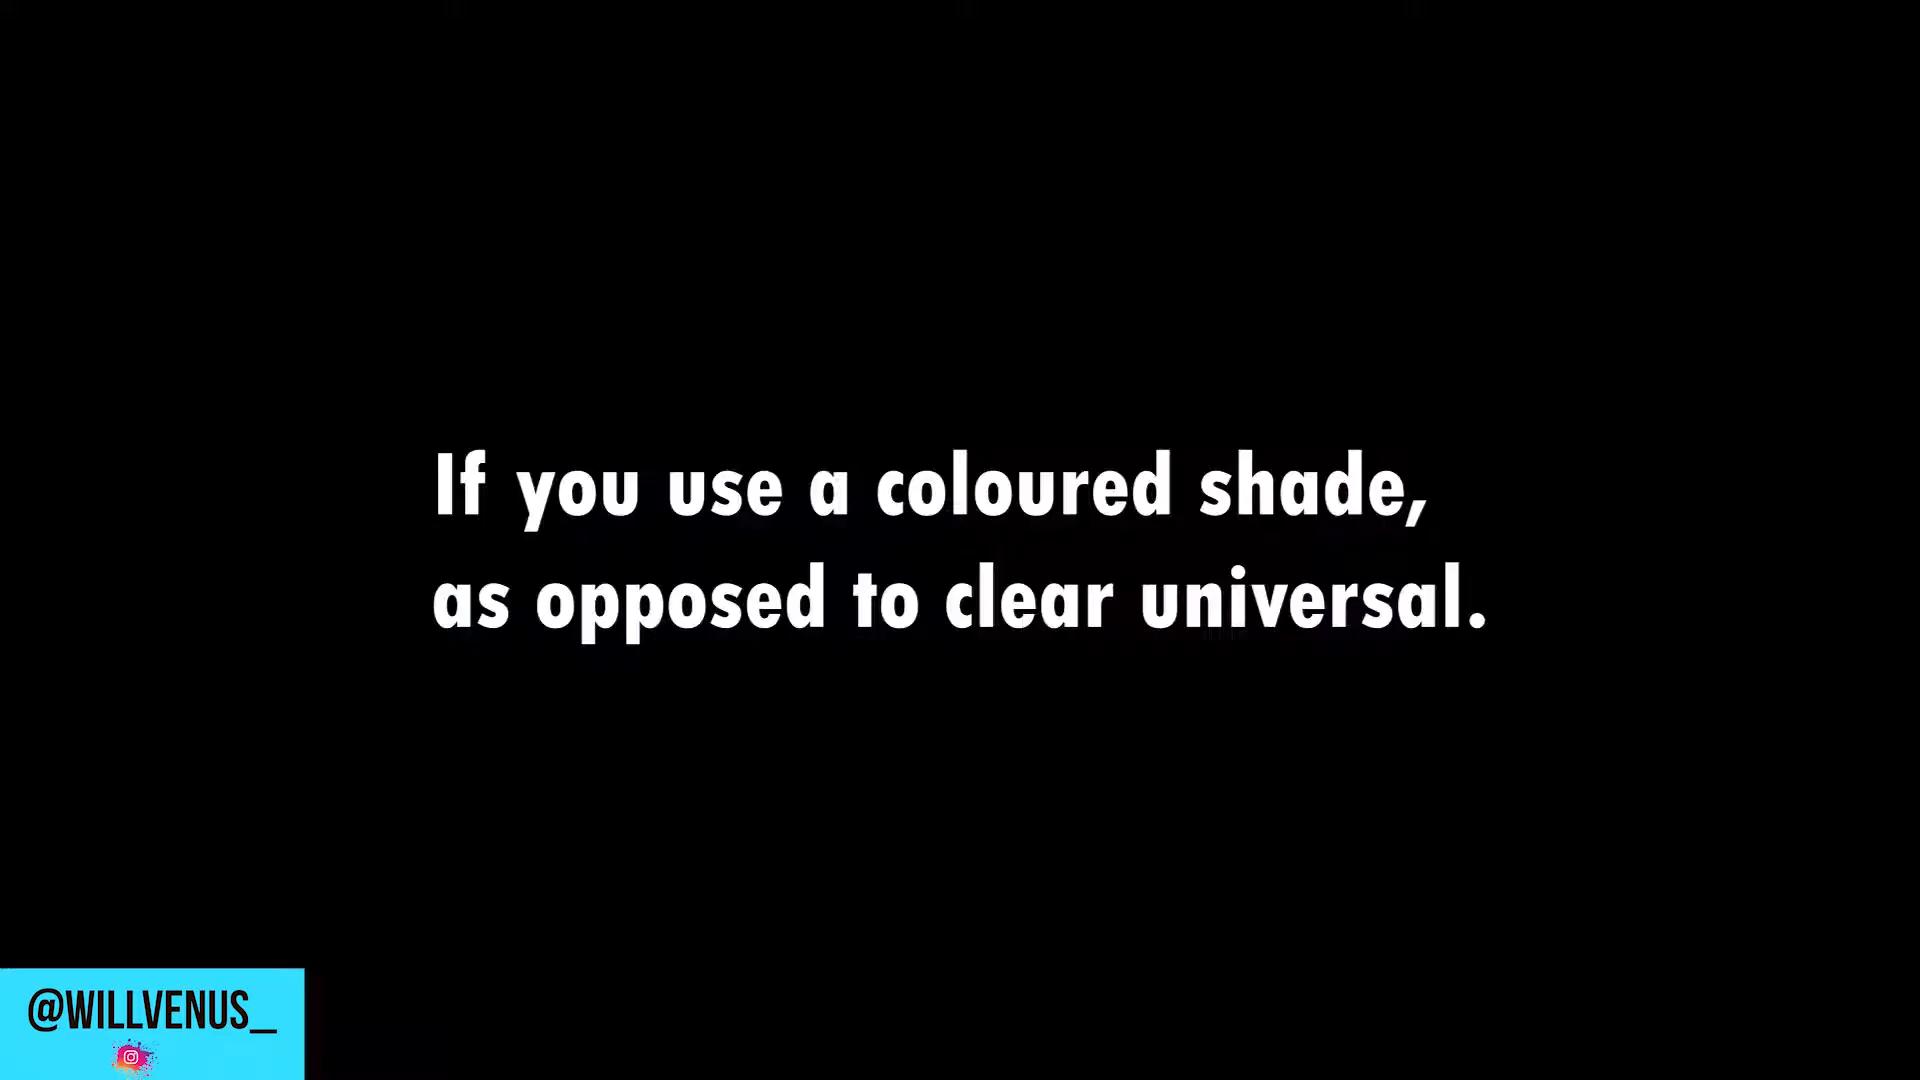 If you use a coloured shade,
as opposed to clear universal.
@WILLVENUS_